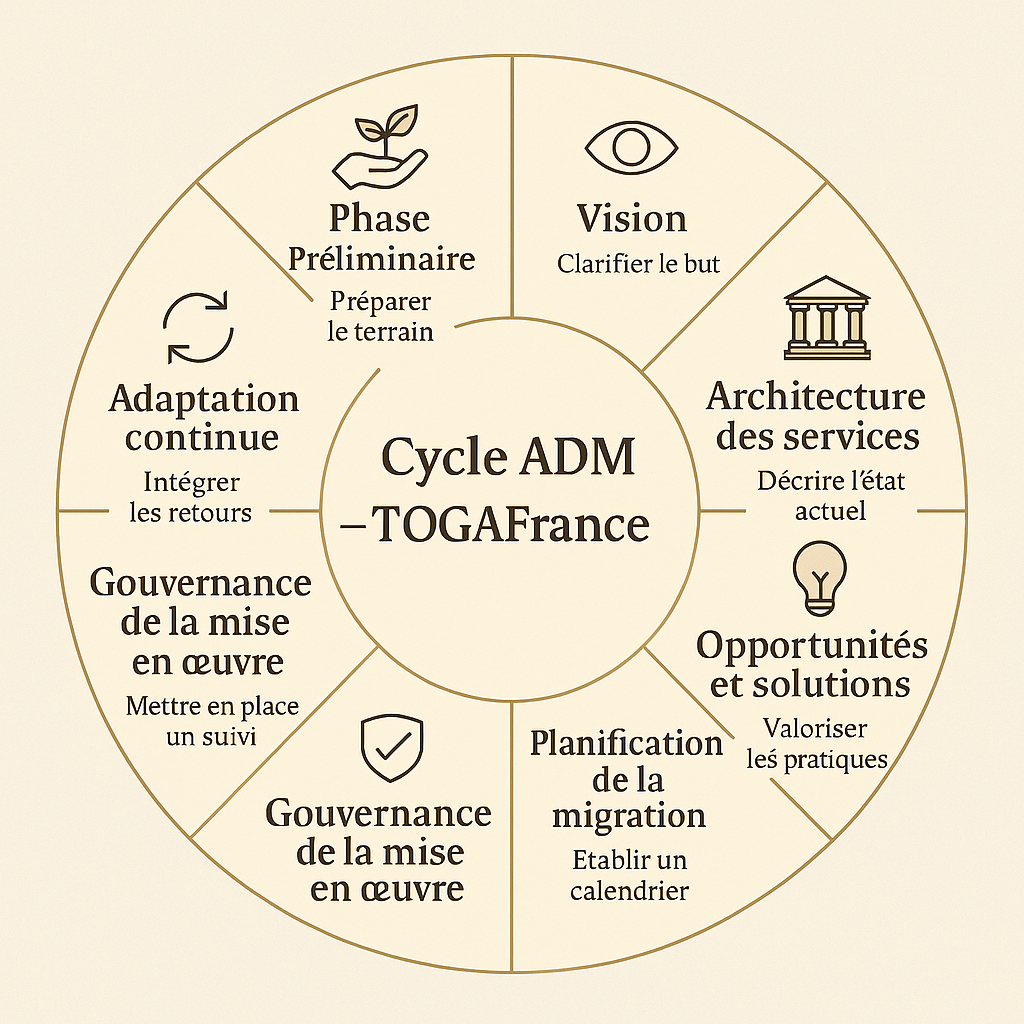 Phase
Préliminaire
Préparer
le terrain
Vision
Clarifier le but
Architecture
des services
Décrire l'état
actuel
Opportunités
et solutions
Valoriser
leś pratiques
Planification
de la
migration
Etablir un
calendrier
Gouvernance
de la mise
en œuvre
Gouvernance
de la mise
en œuvre
Mettre en place
un suivi
Adaptation
continue
Intégrer
les retours
Cycle ADM
–TOGAFrance